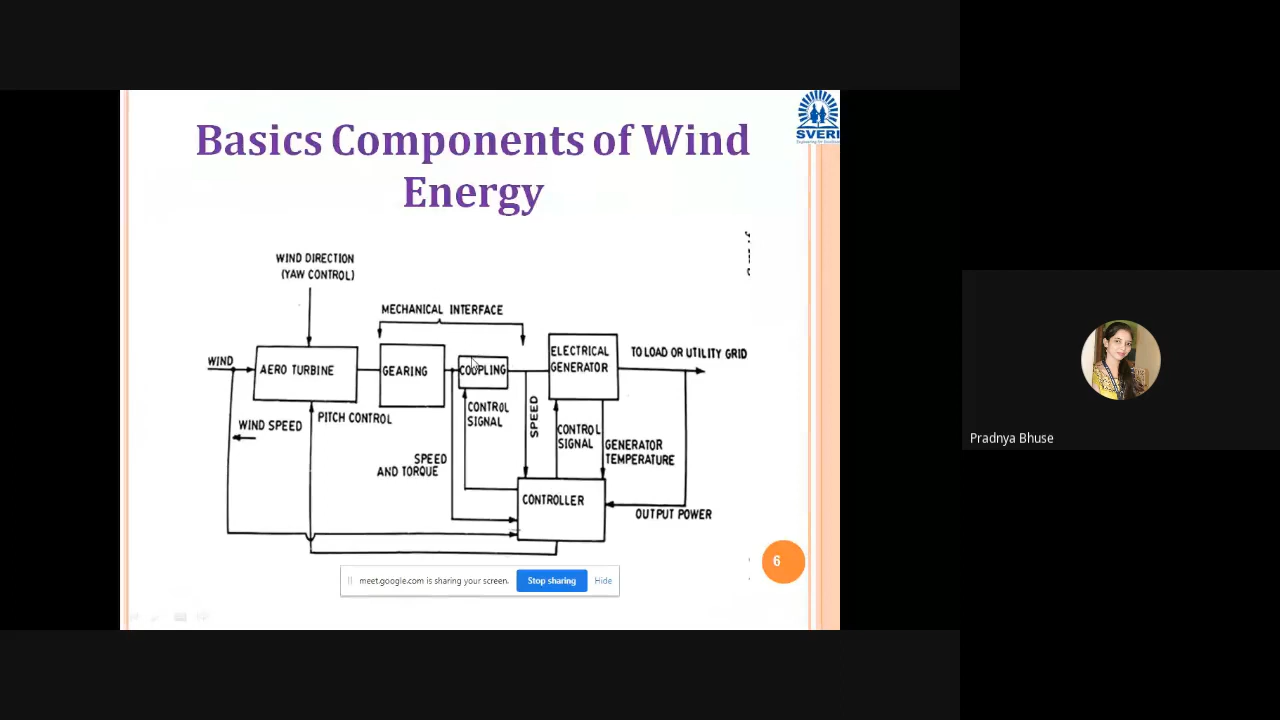 Basics Components of Wind
Energy
SVERI
WIND DIRECTION
(YAW CONTROL)
MECHANICAL INTERFACE
WIND
AERO TURBINE
GEARING
COUPLING
ELECTRICAL
GENERATOR
TO LOAD OR UTILITY GRID
WIND SPEED
PITCH CONTROL
CONTROL
SIGNAL
SPEED
CONTROL
SIGNAL
GENERATOR
TEMPERATURE
SPEED
AND TORQUE
CONTROLLER
OUTPUT POWER
6
meet.google.com is sharing your screen.
Stop sharing
Hide
Pradnya Bhuse